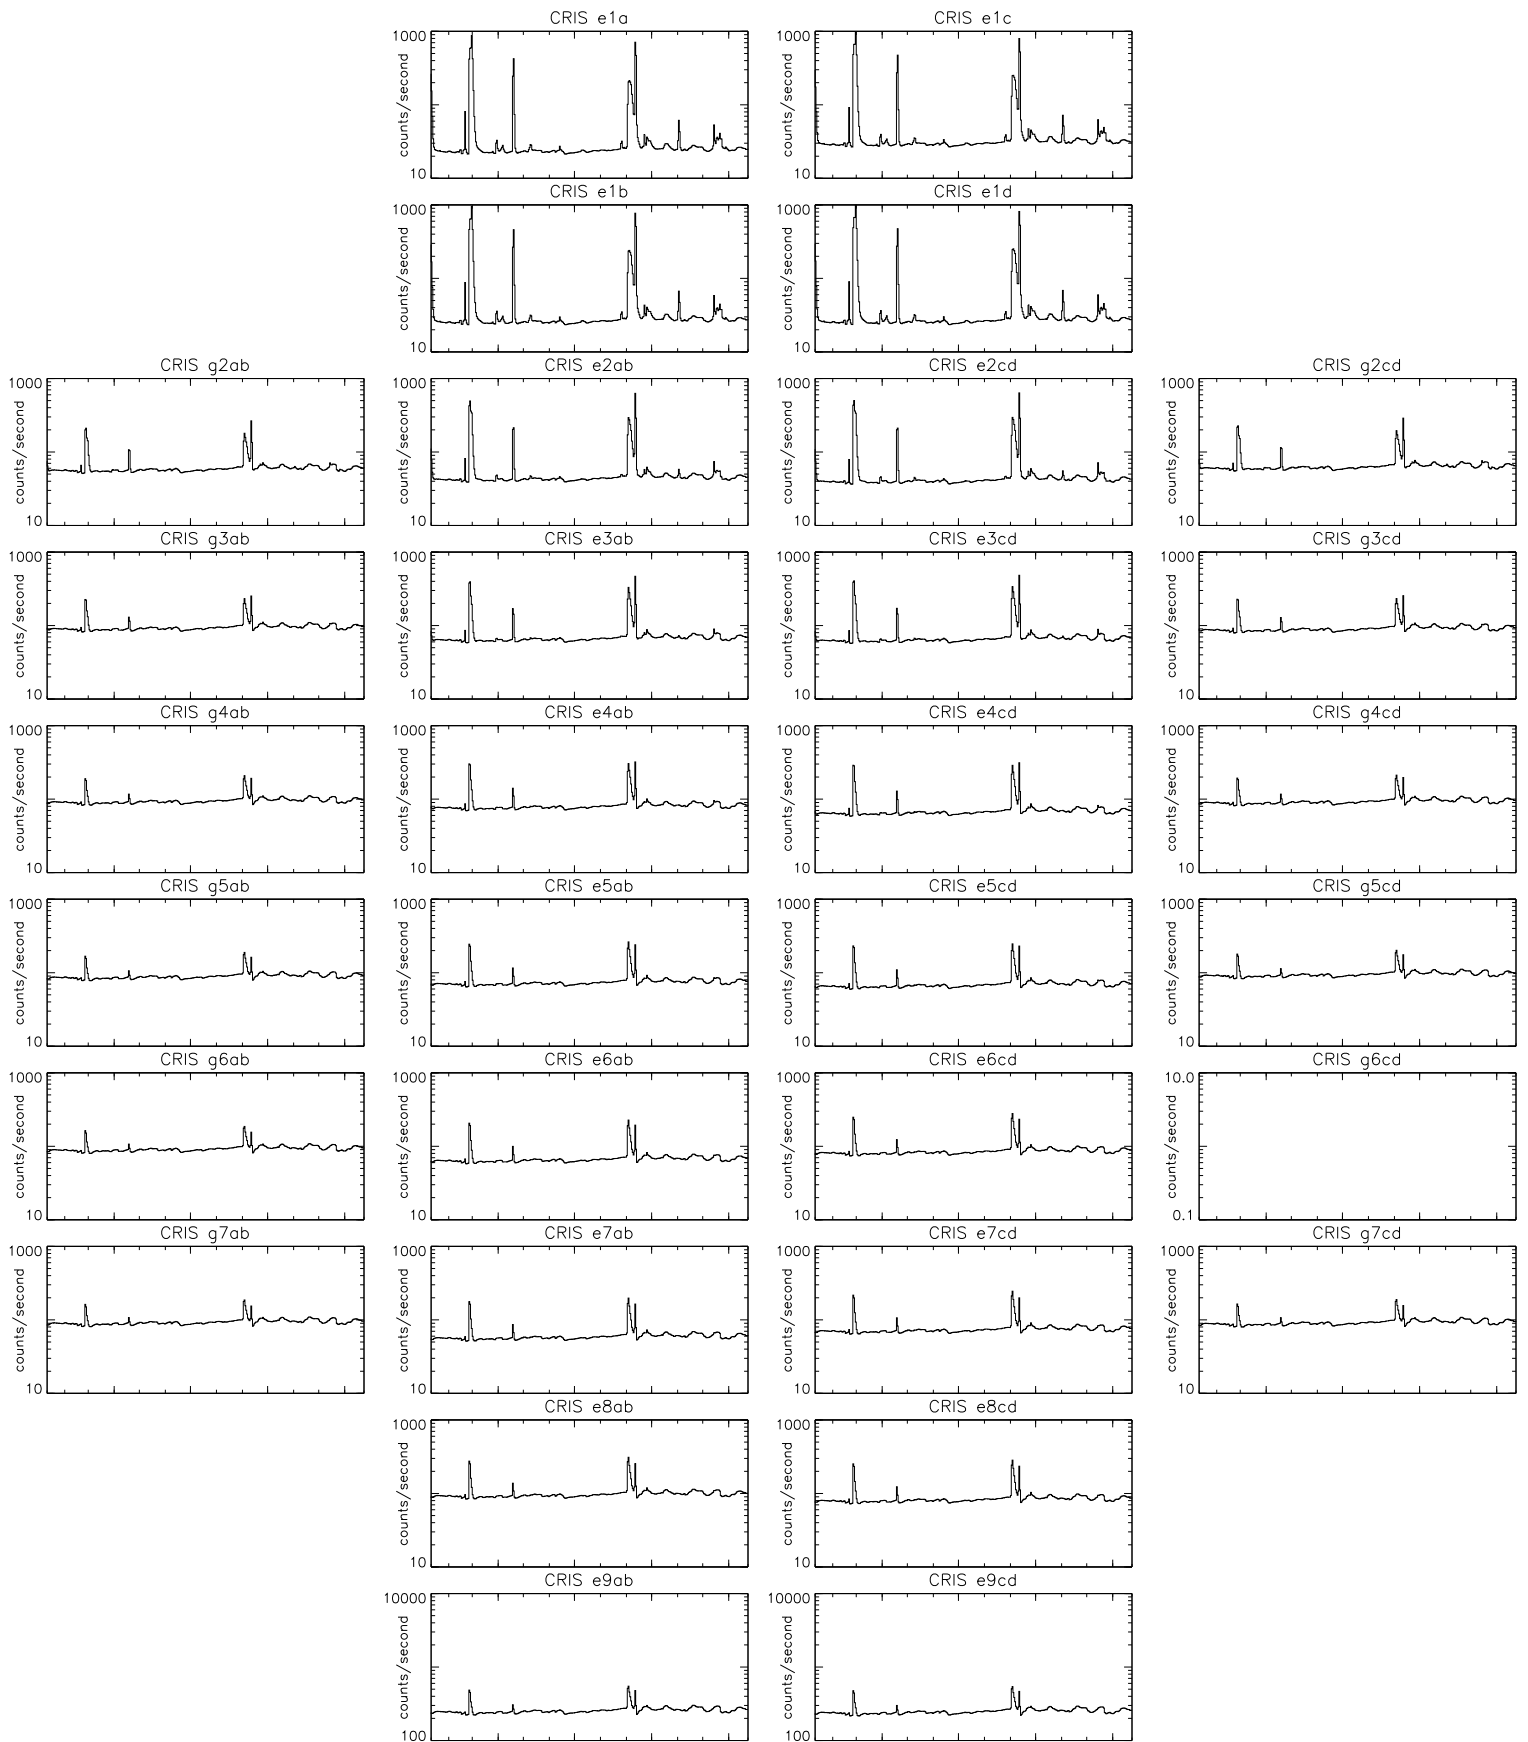 CRIS e1a
CRIS e1c
1000
counts/second
10
1000
counts/second
10
CRIS e1b
CRIS e1d
1000
counts/second
10
1000
counts/second
10
CRIS g2ab
CRIS e2ab
CRIS e2cd
CRIS g2cd
1000
counts/second
10
1000
counts/second
10
1000
counts/second
10
1000
counts/second
10
CRIS g3ab
CRIS e3ab
CRIS e3cd
CRIS g3cd
1000
counts/second
10
1000
counts/second
10
1000
counts/second
10
1000
counts/second
10
CRIS g4ab
CRIS e4ab
CRIS e4cd
CRIS g4cd
1000
counts/second
10
1000
counts/second
10
1000
counts/second
10
1000
counts/second
10
CRIS g5ab
CRIS e5ab
CRIS e5cd
CRIS g5cd
1000
counts/second
10
1000
counts/second
10
1000
counts/second
10
1000
counts/second
10
CRIS g6ab
CRIS e6ab
CRIS e6cd
CRIS g6cd
1000
counts/second
10
1000
counts/second
10
1000
counts/second
10
10.0
counts/second
0.1
CRIS g7ab
CRIS e7ab
CRIS e7cd
CRIS g7cd
1000
counts/second
10
1000
counts/second
10
1000
counts/second
10
1000
counts/second
10
CRIS e8ab
CRIS e8cd
1000
counts/second
10
1000
counts/second
10
CRIS e9ab
CRIS e9cd
10000
counts/second
100
10000
counts/second
100